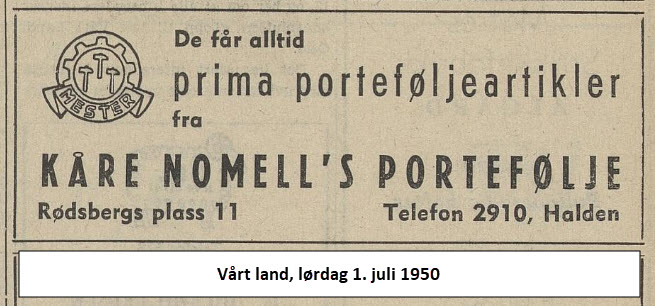 De får alltid
prima porteføljeartikler
fra
MESTER
KÅRE NOMELL'S PORTEFØLJE
Rødsbergs plass 11 Telefon 2910, Halden
Vårt land, lørdag 1. juli 1950